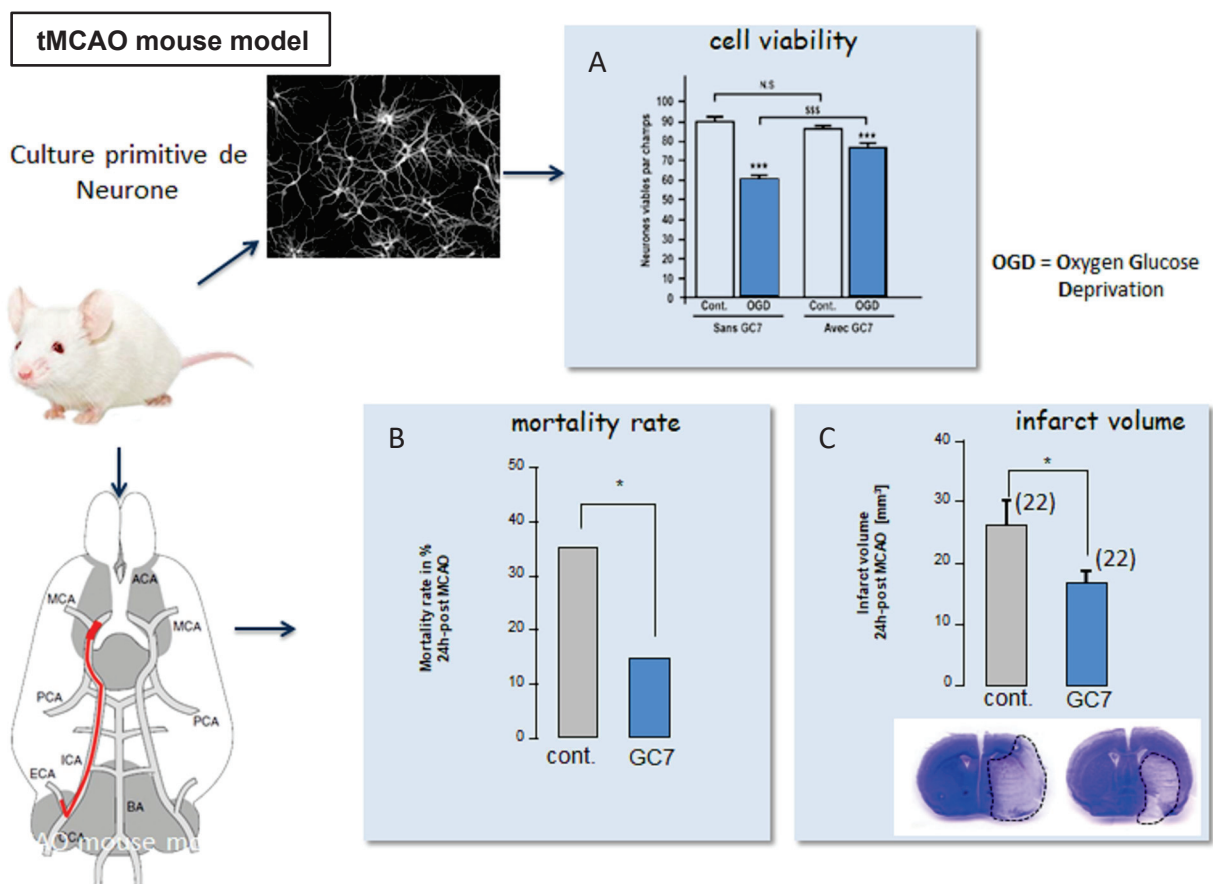 tMCAO mouse model
Culture primitive de
Neurone
A
cell viability
N.S
$$$
***
***
Neurones viables par champs
100
90
80
70
60
50
40
30
20
10
0
Cont.
OGD
Cont.
OGD
Sans GC7
Avec GC7
OGD = Oxygen Glucose
Deprivation
B
mortality rate
*
Mortality rate in %
24h-post MCAO
50
40
30
20
10
0
cont.
GC7
C
infarct volume
*
(22)
(22)
Infarct volume
24h-post MCAO [mm³]
40
30
20
10
0
cont.
GC7
ACA
MCA
MCA
PCA
PCA
ICA
ECA
BA
AO mouse m